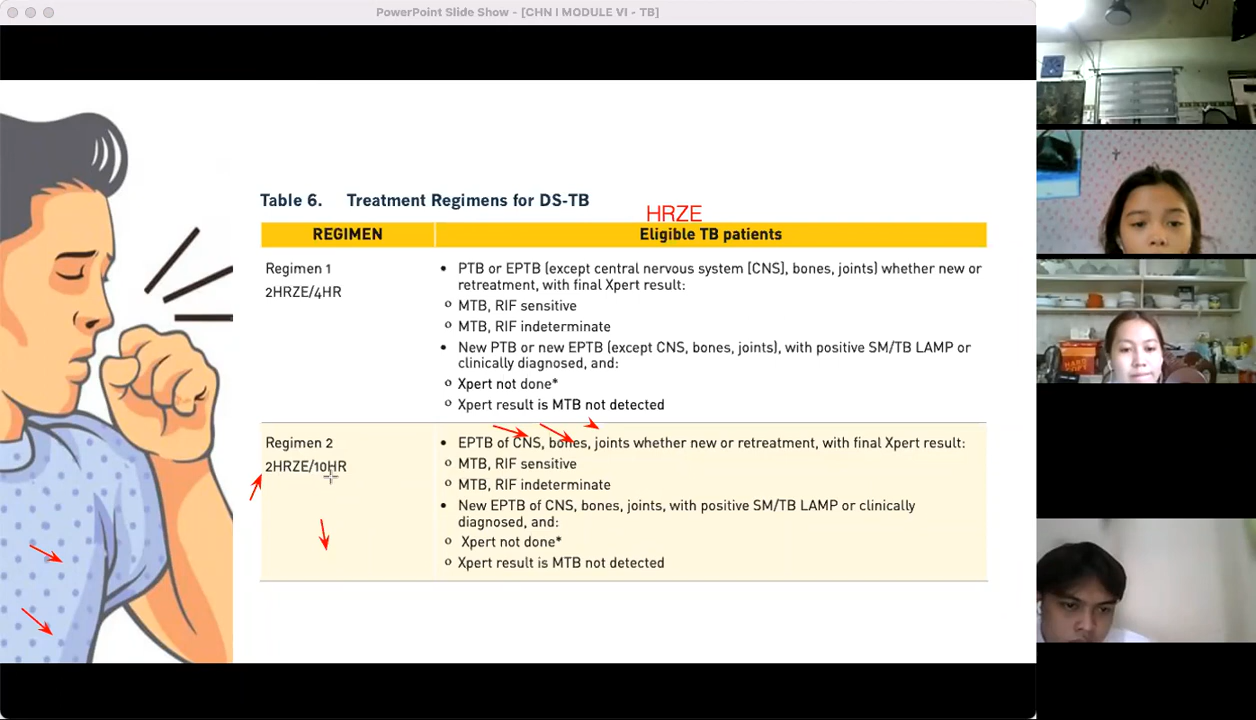 PowerPoint Slide Show - [CHN I MODULE VI - TB]
Table 6. Treatment Regimens for DS-TB
HRZE
REGIMEN Eligible TB patients
Regimen 1
2HRZE/4HR
• PTB or EPTB (except central nervous system [CNS], bones, joints) whether new or
retreatment, with final Xpert result:
o MTB, RIF sensitive
o MTB, RIF indeterminate
• New PTB or new EPTB (except CNS, bones, joints), with positive SM/TB LAMP or
clinically diagnosed, and:
o Xpert not done*
o Xpert result is MTB not detected
Regimen 2
2HRZE/10HR
• EPTB of CNS, bones, joints whether new or retreatment, with final Xpert result:
o MTB, RIF sensitive
o MTB, RIF indeterminate
• New EPTB of CNS, bones, joints, with positive SM/TB LAMP or clinically
diagnosed, and:
o Xpert not done*
o Xpert result is MTB not detected